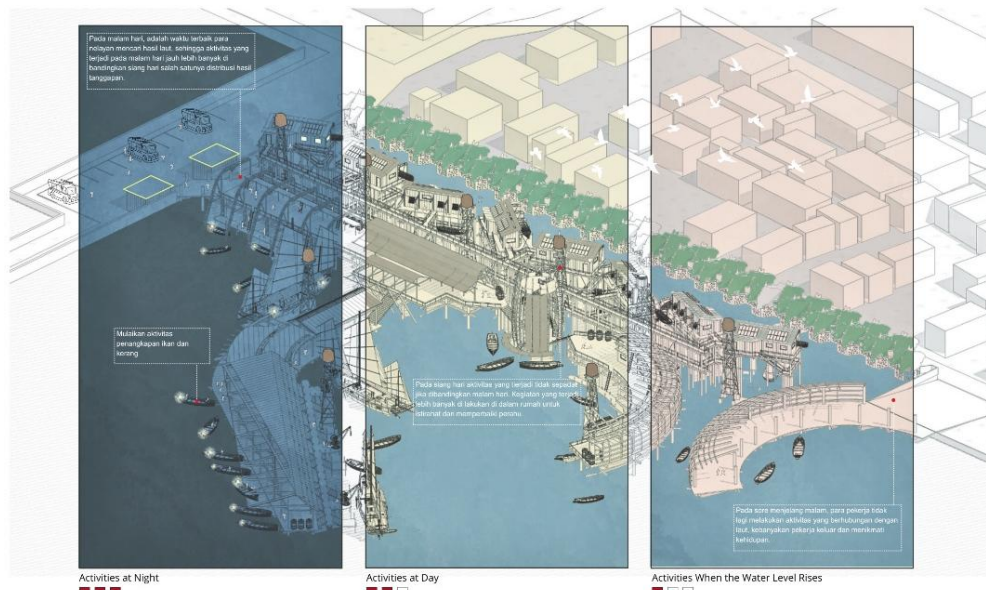 Pada malam hari, adalah waktu terbaik para
nelayan mencari hasil laut, sehingga aktivitas yang
terjadi pada malam hari jauh lebih banyak di
bandingkan siang hari salah satunya distribusi hasil
tanggapan.
Mulaikan aktivitas
penangkapan ikan dan
kerang
Pada siang hari aktivitas yang terjadi tidak sepadat
jika dibandingkan malam hari. Kegiatan yang terjadi
lebih banyak di lakukan di dalam rumah untuk
istirahat dan memperbaiki perahu.
Pada sore menjelang malam, para pekerja tidak
lagi melakukan aktivitas yang berhubungan dengan
laut, kebanyakan pekerja keluar dan menikmati
kehidupan.
Activities at Night
Activities at Day
Activities When the Water Level Rises